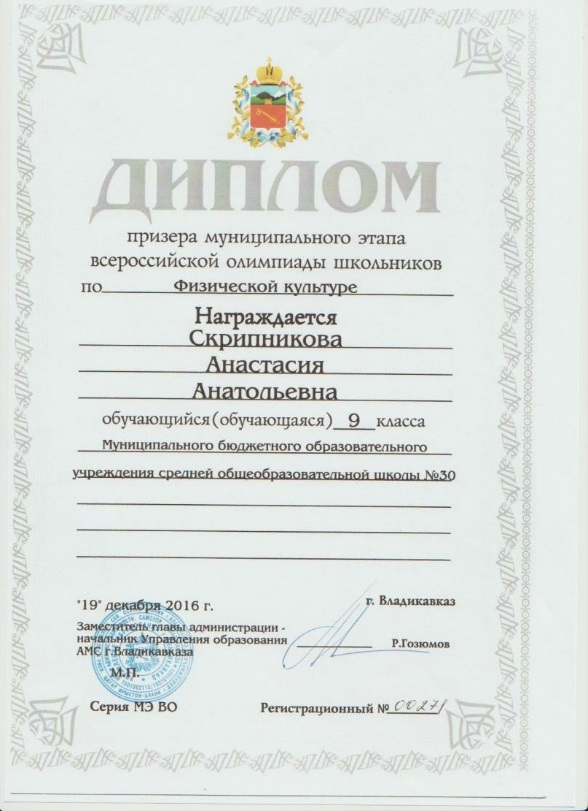 ДИПЛОМ
призера муниципального этапа
всероссийской олимпиады школьников
по Физической культуре
Награждается
Скрипникова
Анастасия
Анатольевна
обучающийся (обучающаяся) 9 класса
Муниципального бюджетного образовательного
учреждения средней общеобразовательной школы №30
"19" декабря 2016 г.
г. Владикавказ
Заместитель главы администрации -
начальник Управления образования
АМС г.Владикавказа
Р.Гозюмов
М.П.
Серия МЭ ВО
Регистрационный № 00271